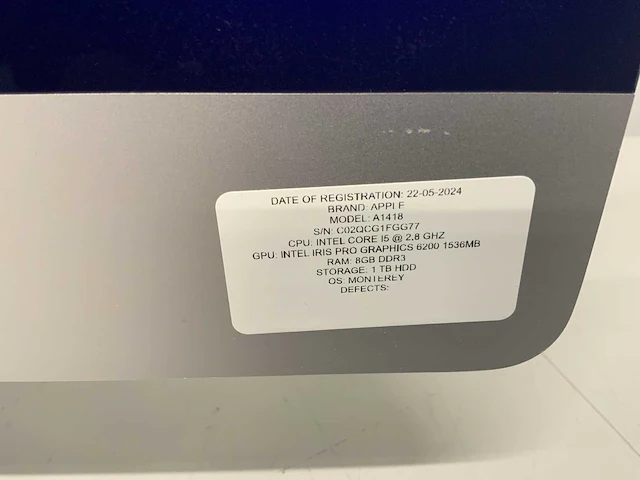 DATE OF REGISTRATION: 22-05-2024
BRAND: APPLE
MODEL: A1418
S/N: C02QCG1FGG77
CPU: INTEL CORE I5 @ 2,8 GHZ
GPU: INTEL IRIS PRO GRAPHICS 6200 1536MB
RAM: 8GB DDR3
STORAGE: 1 TB HDD
OS: MONTEREY
DEFECTS: